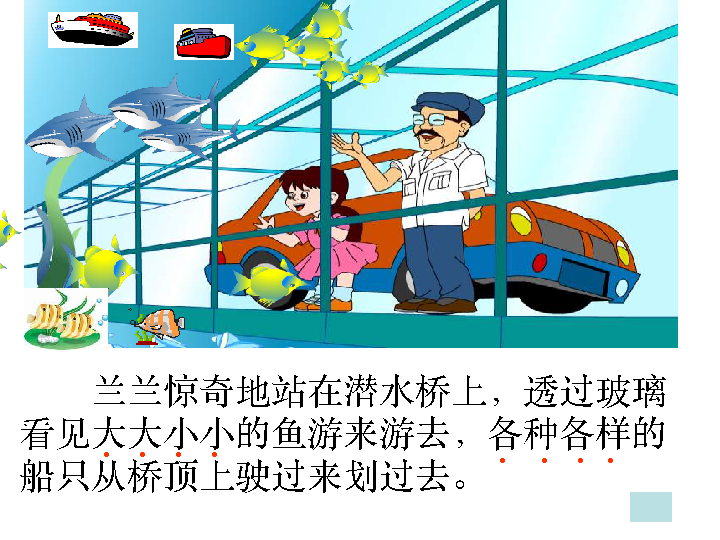 兰兰惊奇地站在潜水桥上，透过玻璃
看见大大小小的鱼游来游去，各种各样的
船只从桥顶上驶过来划过去。